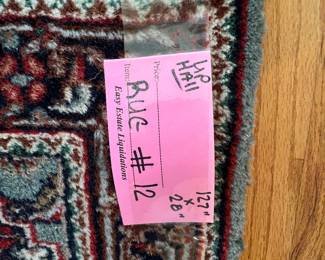 UP
HALL
Price:
Item: RUG #12
Easy Estate Liquidations
127"
x
28"